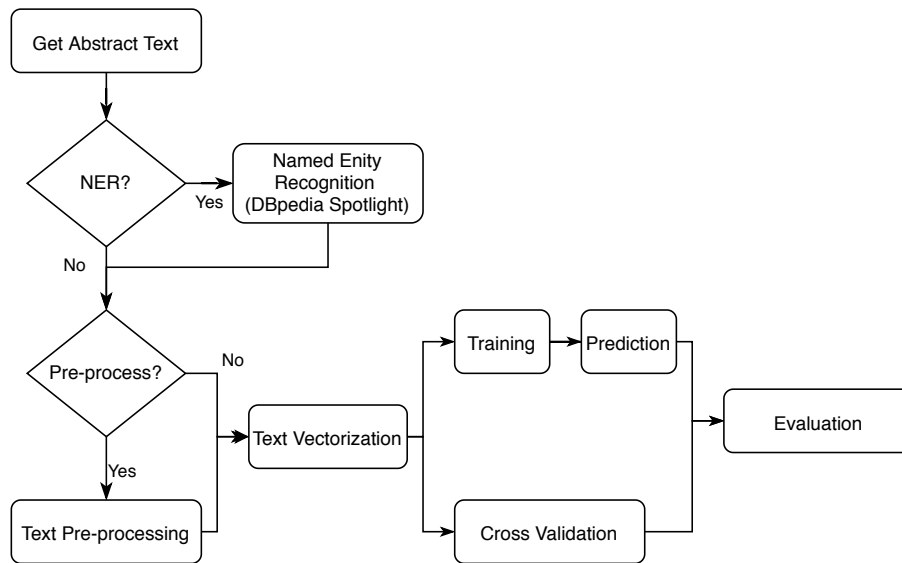 Get Abstract Text
NER?
Yes
Named Enity
Recognition
(DBpedia Spotlight)
No
Pre-process?
No
Yes
Text Pre-processing
Text Vectorization
Training
Prediction
Cross Validation
Evaluation